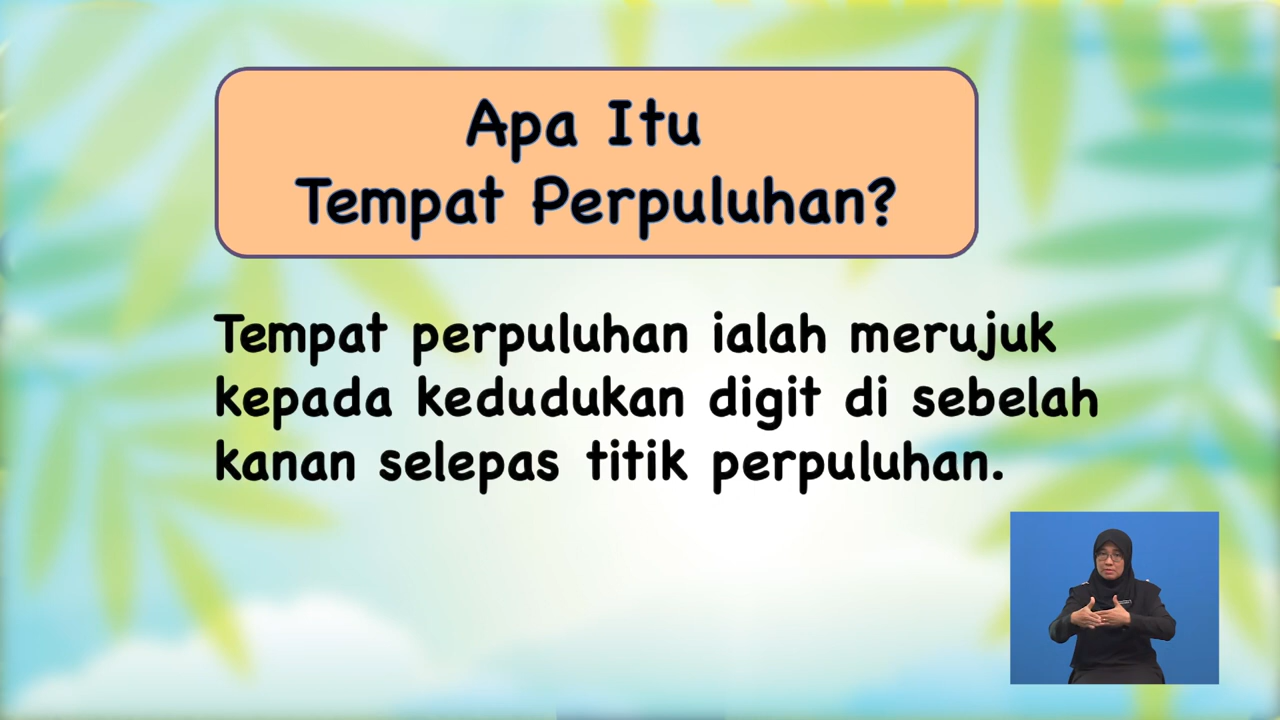 Apa Itu
Tempat Perpuluhan?
Tempat perpuluhan ialah merujuk
kepada kedudukan digit di sebelah
kanan selepas titik perpuluhan.